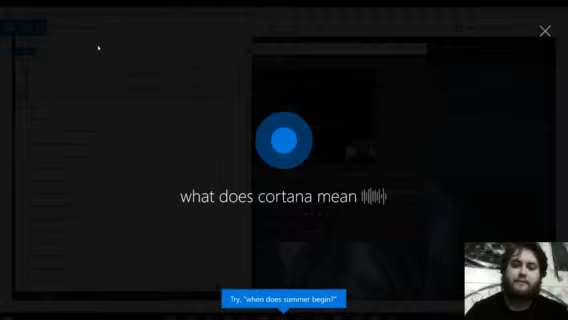 what does cortana mean
Try, "when does summer begin?"